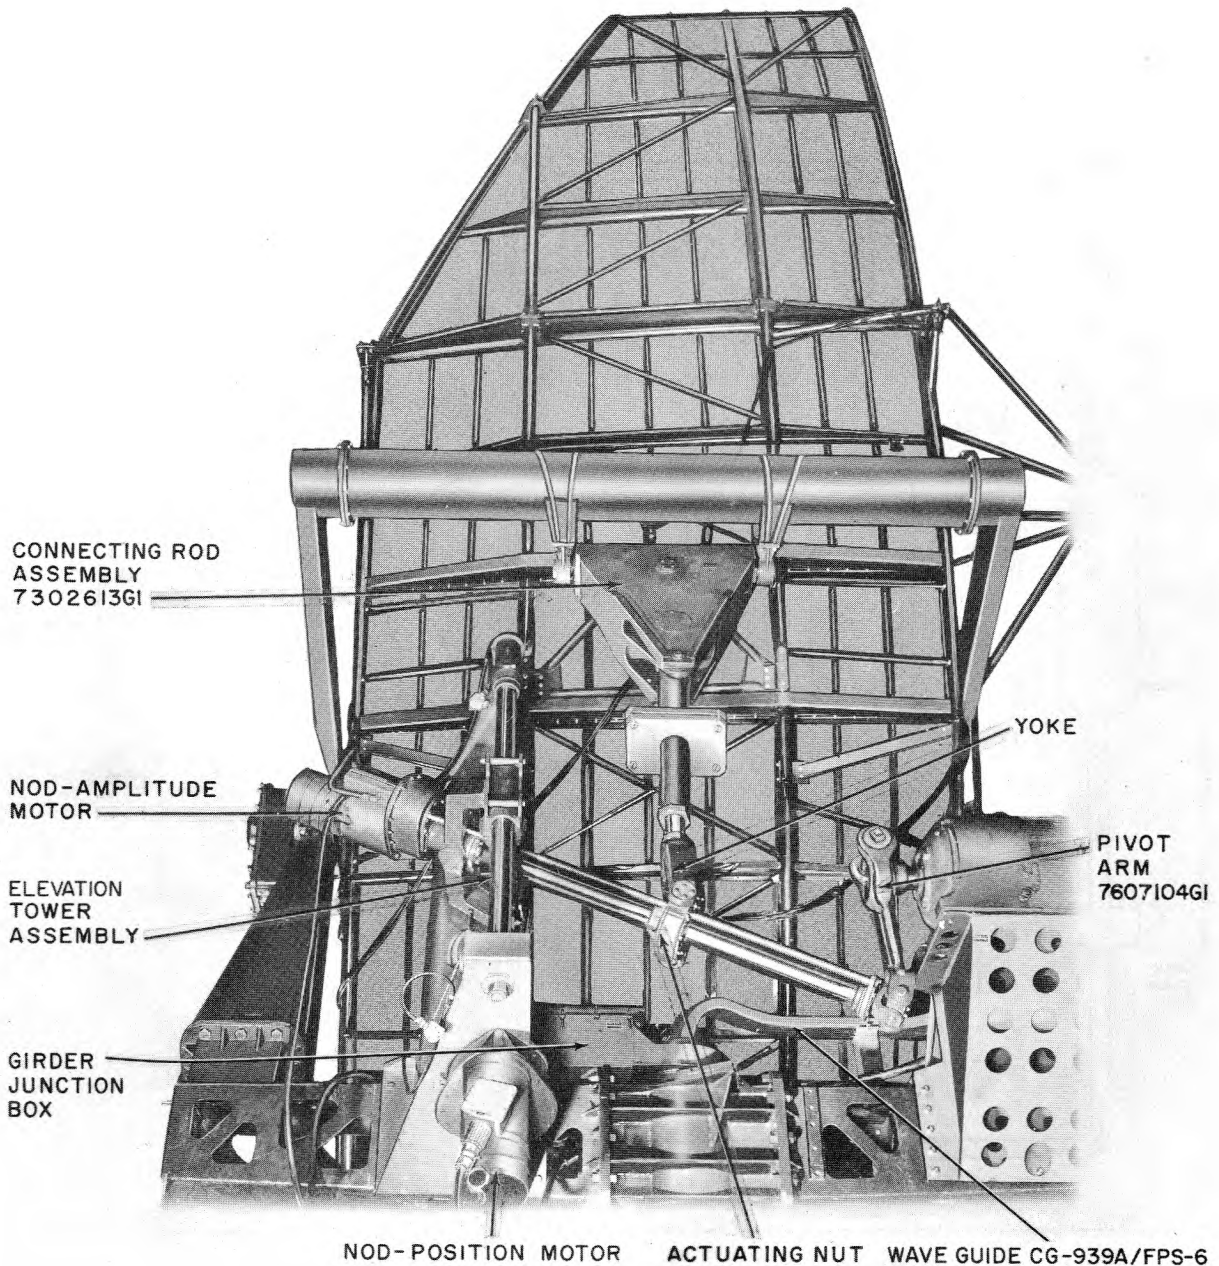 CONNECTING ROD
ASSEMBLY
7302613G1
NOD-AMPLITUDE
MOTOR
ELEVATION
TOWER
ASSEMBLY
GIRDER
JUNCTION
BOX
YOKE
PIVOT
ARM
7607104G1
NOD-POSITION MOTOR
ACTUATING NUT
WAVE GUIDE CG-939A/FPS-6